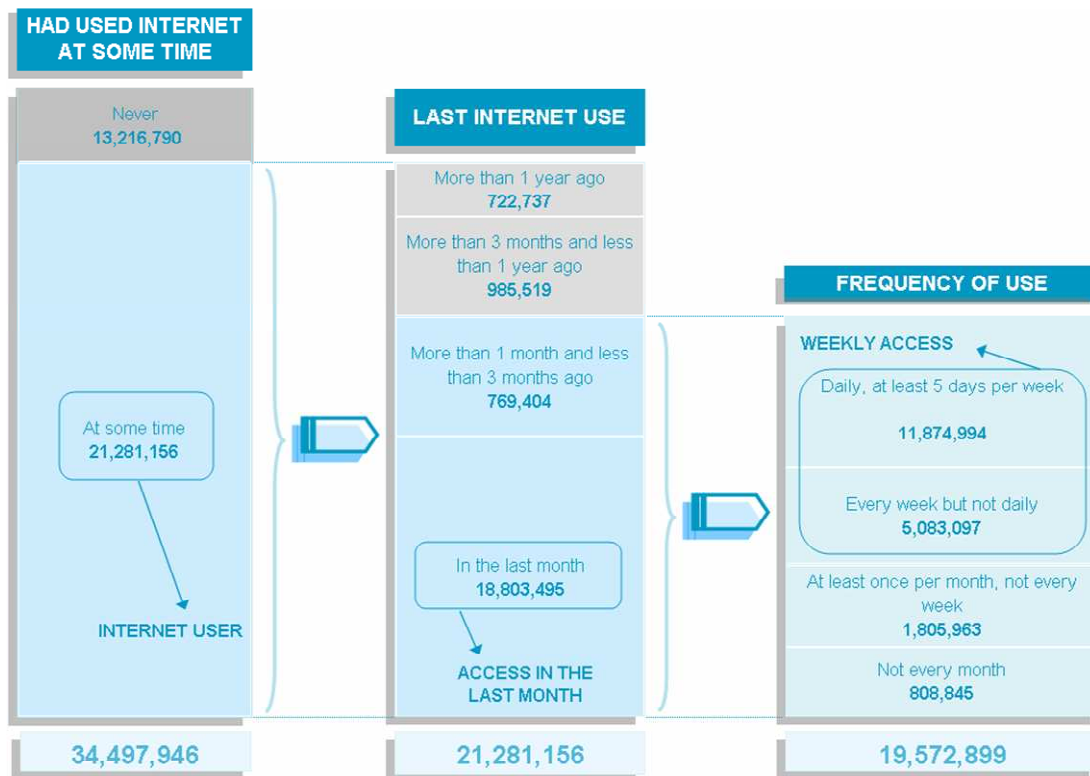 HAD USED INTERNET
AT SOME TIME
Never
13,216,790
At some time
21,281,156
INTERNET USER
34,497,946
LAST INTERNET USE
More than 1 year ago
722,737
More than 3 months and less
than 1 year ago
985,519
More than 1 month and less
than 3 months ago
769,404
In the last month
18,803,495
ACCESS IN THE
LAST MONTH
21,281,156
FREQUENCY OF USE
WEEKLY ACCESS
Daily, at least 5 days per week
11,874,994
Every week but not daily
5,083,097
At least once per month, not every
week
1,805,963
Not every month
808,845
19,572,899